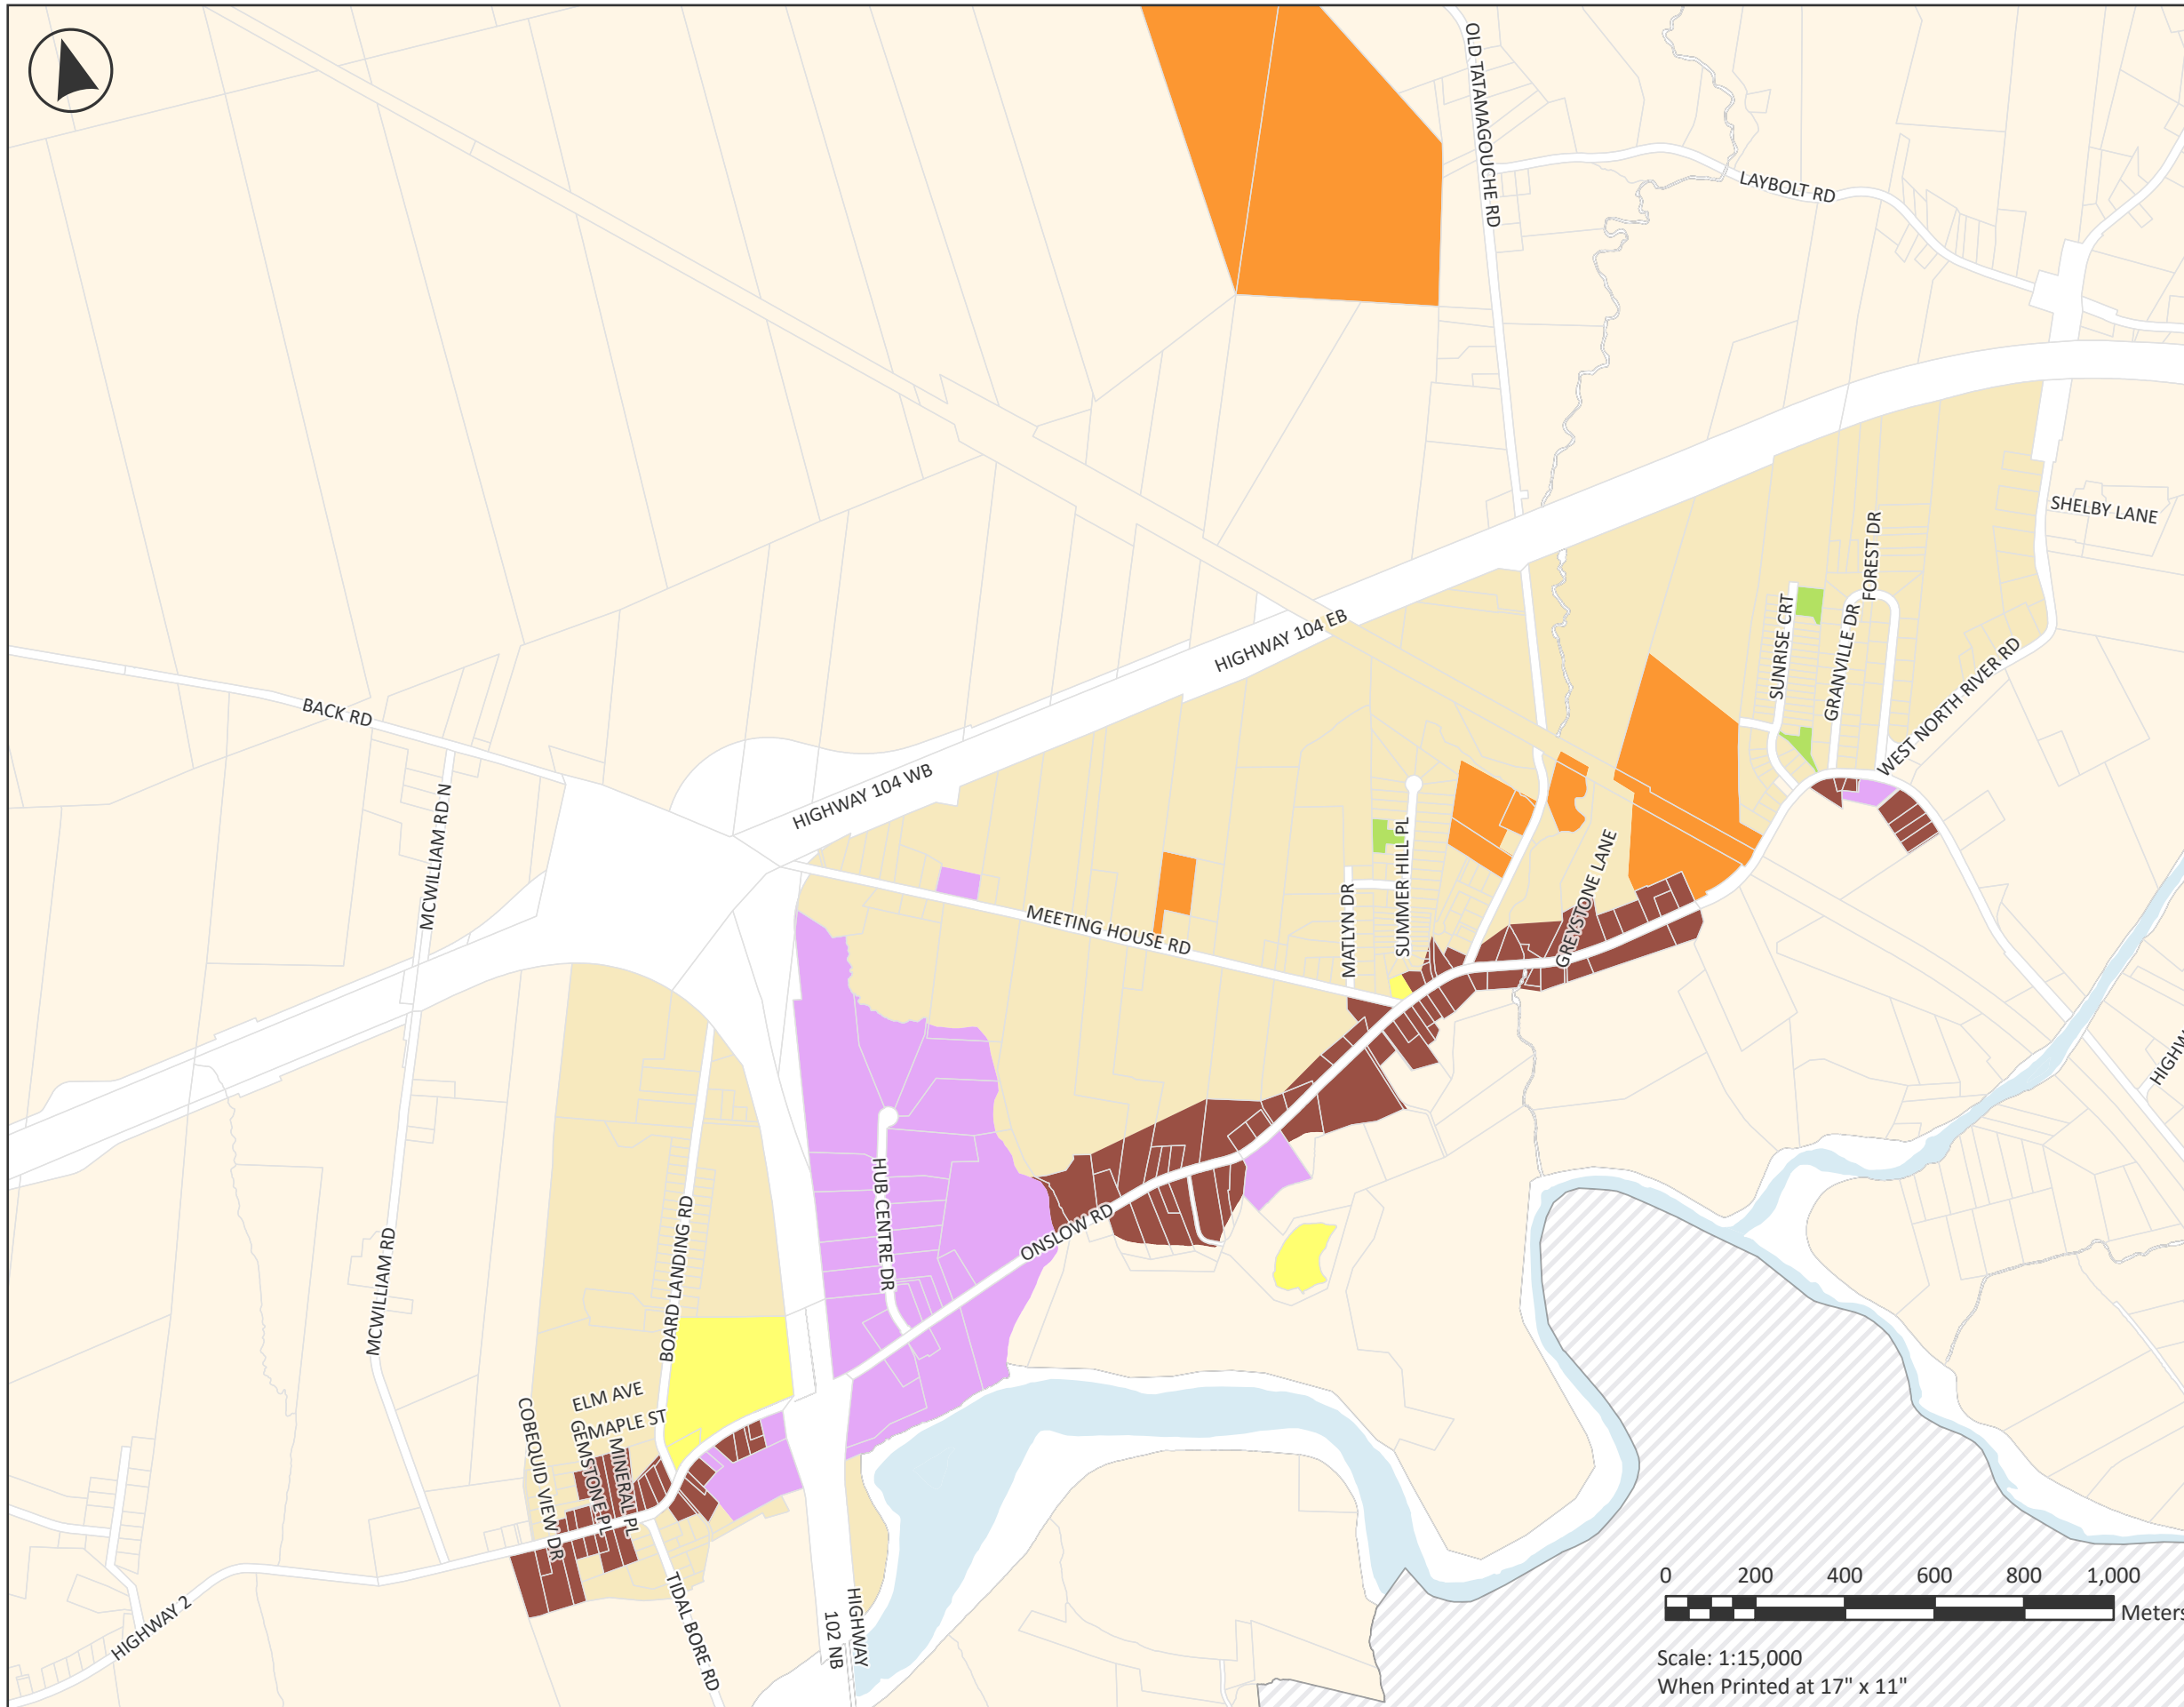 OLD TATAMAGOUCHE RD
LAYBOLT RD
SHELBY LANE
FOREST DR
SUNRISE CRT
GRANVILLE DR
WEST NORTH RIVER RD
HIGHWAY 104 EB
BACK RD
HIGHWAY 104 WB
MCWILLIAM RD N
SUMMER HILL PL
MATLYN DR
GREYSTONE LANE
MEETING HOUSE RD
HIGHW
HUB CENTRE DR
ONSLOW RD
BOARD LANDING RD
MCWILLIAM RD
ELM AVE
MAPLE ST
COBEQUID VIEW DR
GEMSTONE PL
MINERAL PL
TIDAL BORE RD
HIGHWAY 2
HIGHWAY
102 NB
0 200 400 600 800 1,000
Meters
Scale: 1:15,000
When Printed at 17" x 11"